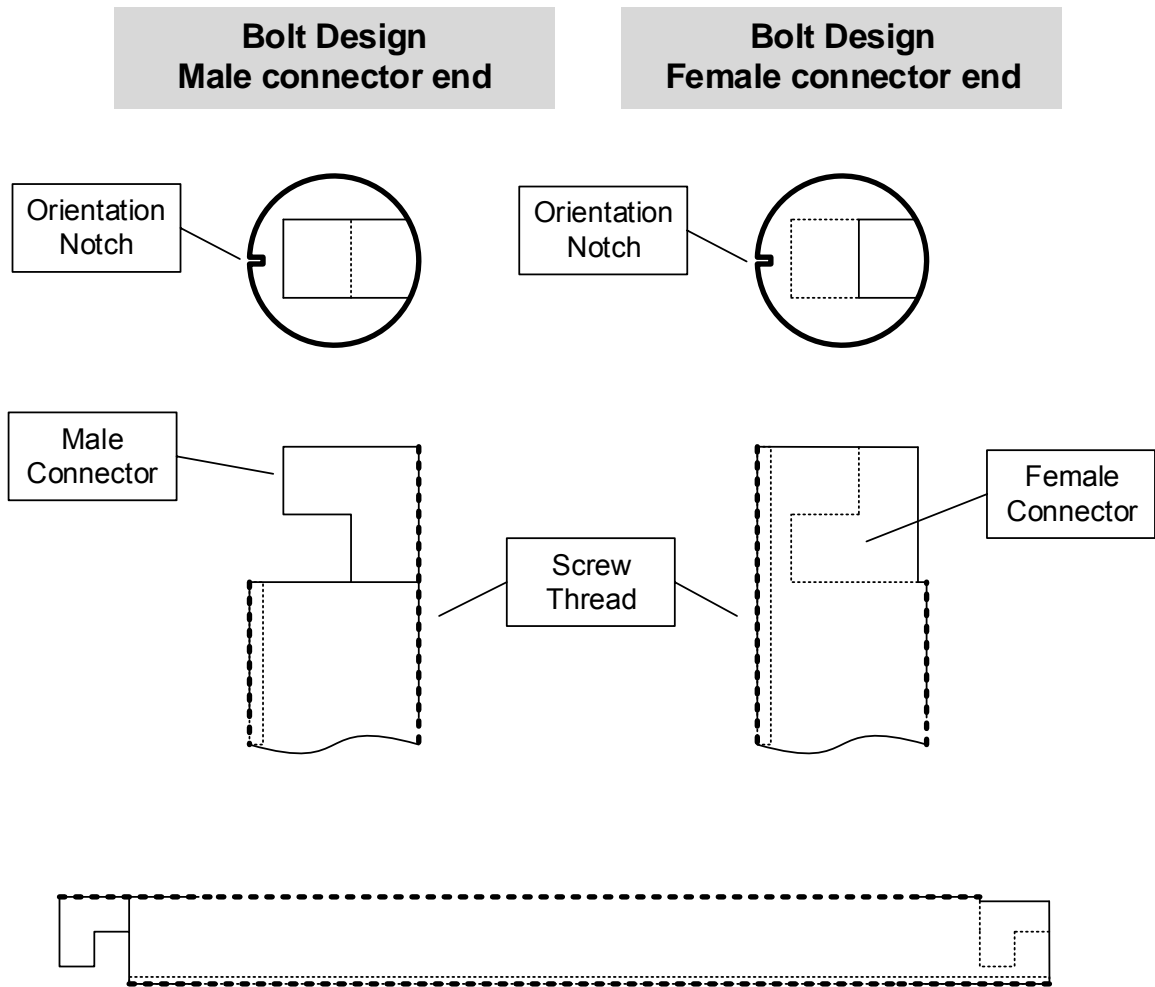 Bolt Design
Male connector end
Bolt Design
Female connector end
Orientation
Notch
Orientation
Notch
Male
Connector
Female
Connector
Screw
Thread